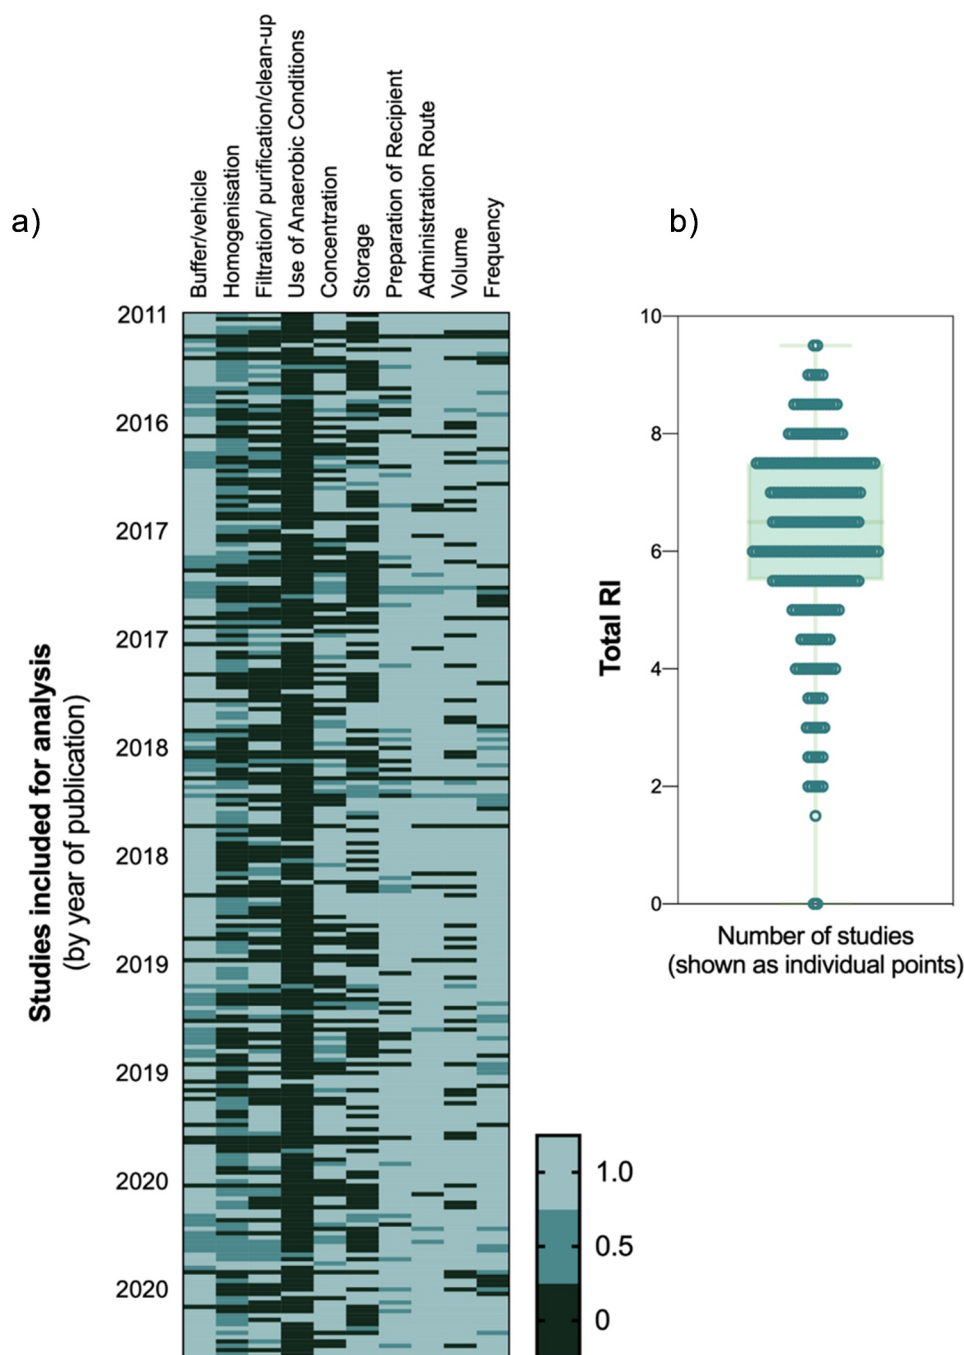 a)
Buffer/vehicle
Homogenisation
Filtration/ purification/clean-up
Use of Anaerobic Conditions
Concentration
Storage
Preparation of Recipient
Administration Route
Volume
Frequency
Studies included for analysis
(by year of publication)
2011
2016
2017
2017
2018
2018
2019
2019
2020
2020
1.0
0.5
0
b)
Total RI
10
8
6
4
2
0
Number of studies
(shown as individual points)